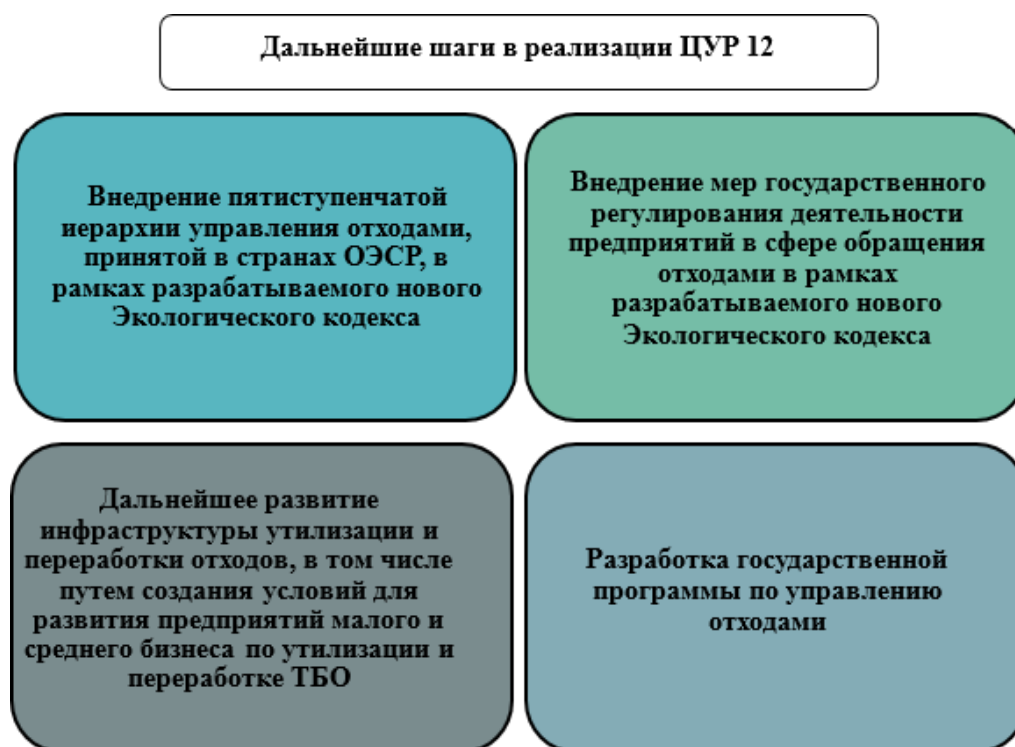 Дальнейшие шаги в реализации ЦУР 12
Внедрение пятиступенчатой
иерархии управления отходами,
принятой в странах ОЭСР, в
рамках разрабатываемого нового
Экологического кодекса
Внедрение мер государственного
регулирования деятельности
предприятий в сфере обращения
отходами в рамках
разрабатываемого нового
Экологического кодекса
Дальнейшее развитие
инфраструктуры утилизации и
переработки отходов, в том числе
путем создания условий для
развития предприятий малого и
среднего бизнеса по утилизации и
переработке ТБО
Разработка государственной
программы по управлению
отходами